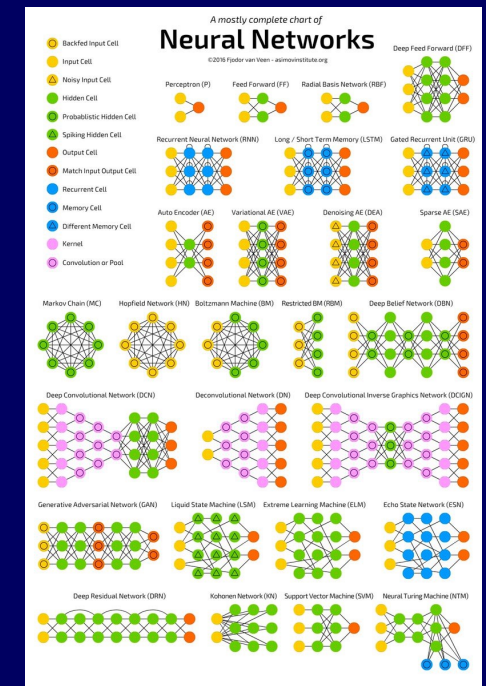 A mostly complete chart of
Neural Networks
©2016 Fjodor van Veen - asimovinstitute.org
Backfed Input Cell
Input Cell
Noisy Input Cell
Hidden Cell
Probablistic Hidden Cell
Spiking Hidden Cell
Output Cell
Match Input Output Cell
Recurrent Cell
Memory Cell
Different Memory Cell
Kernel
Convolution or Pool
Perceptron (P)
Feed Forward (FF)
Radial Basis Network (RBF)
Deep Feed Forward (DFF)
Recurrent Neural Network (RNN)
Long / Short Term Memory (LSTM)
Gated Recurrent Unit (GRU)
Auto Encoder (AE)
Variational AE (VAE)
Denoising AE (DEA)
Sparse AE (SAE)
Markov Chain (MC)
Hopfield Network (HN)
Boltzmann Machine (BM)
Restricted BM (RBM)
Deep Belief Network (DBN)
Deep Convolutional Network (DCN)
Deconvolutional Network (DN)
Deep Convolutional Inverse Graphics Network (DCIGN)
Generative Adversarial Network (GAN)
Liquid State Machine (LSM)
Extreme Learning Machine (ELM)
Echo State Network (ESN)
Deep Residual Network (DRN)
Kohonen Network (KN)
Support Vector Machine (SVM)
Neural Turing Machine (NTM)